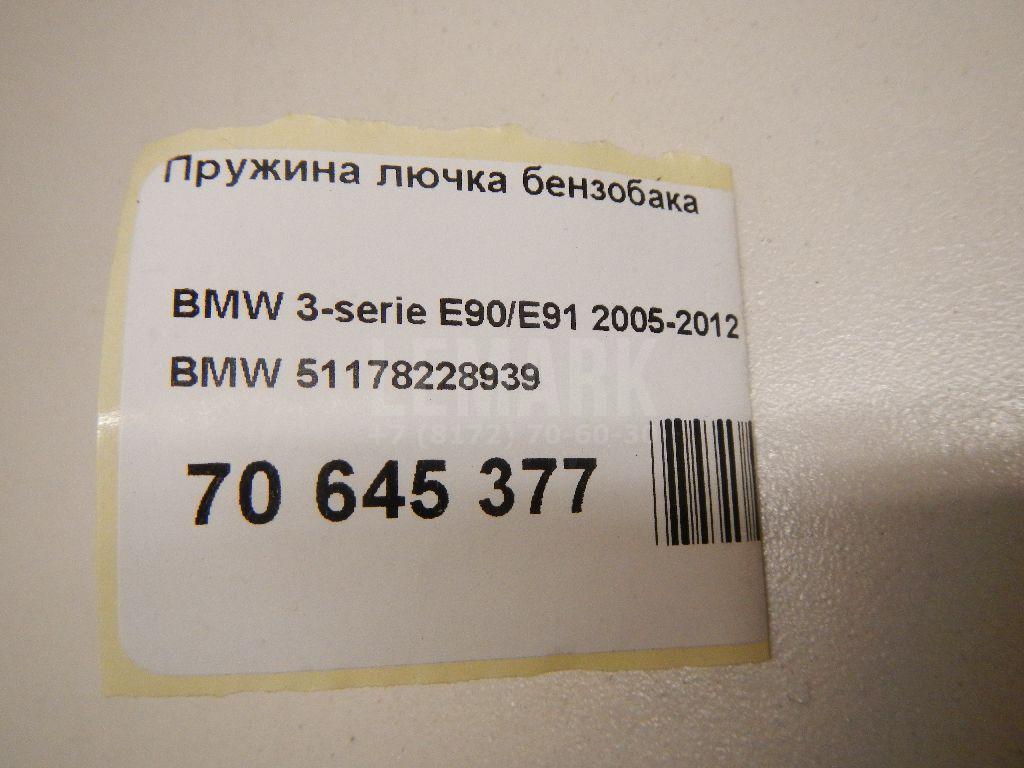 Пружина лючка бензобака
BMW 3-serie E90/E91 2005-2012
BMW 51178228939
LEMARK
+7 (8172) 70-60-30
70 645 377